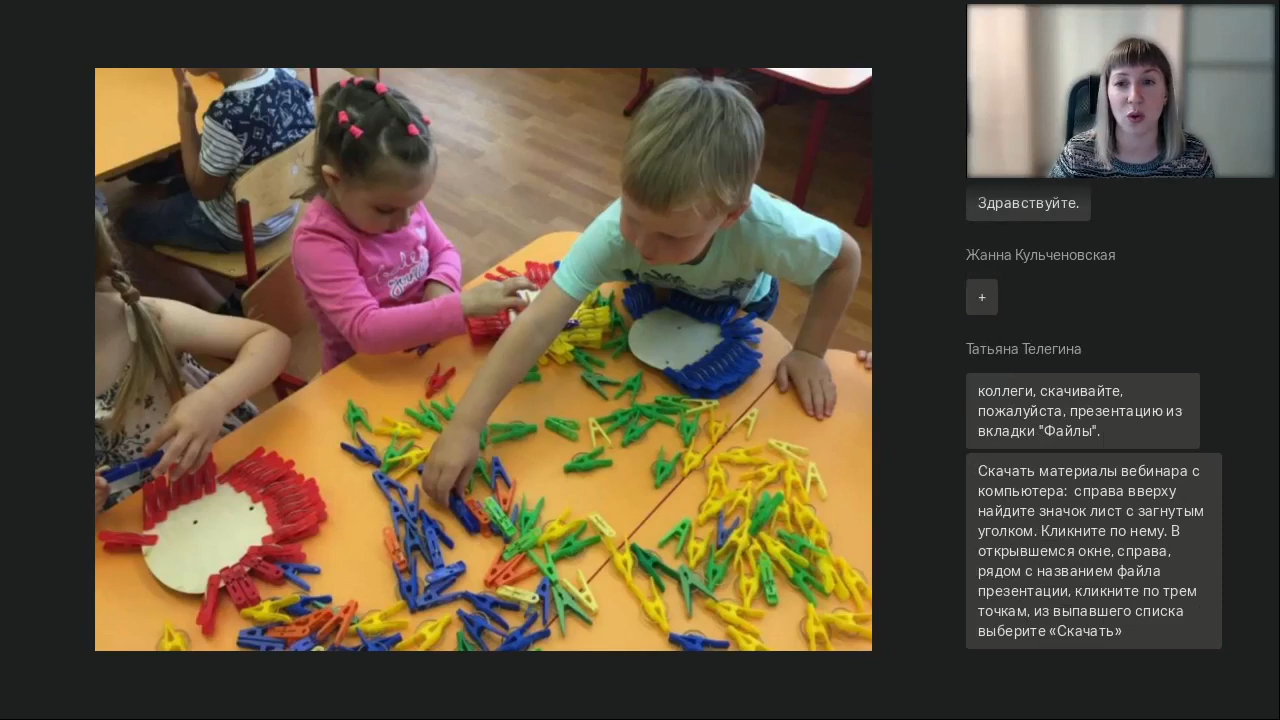 Здравствуйте.
Жанна Кульченовская
+
Татьяна Телегина
коллеги, скачивайте,
пожалуйста, презентацию из
вкладки "Файлы".
Скачать материалы вебинара с
компьютера:  справа вверху
найдите значок лист с загнутым
уголком. Кликните по нему. В
открывшемся окне, справа,
рядом с названием файла
презентации, кликните по трем
точкам, из выпавшего списка
выберите «Скачать»